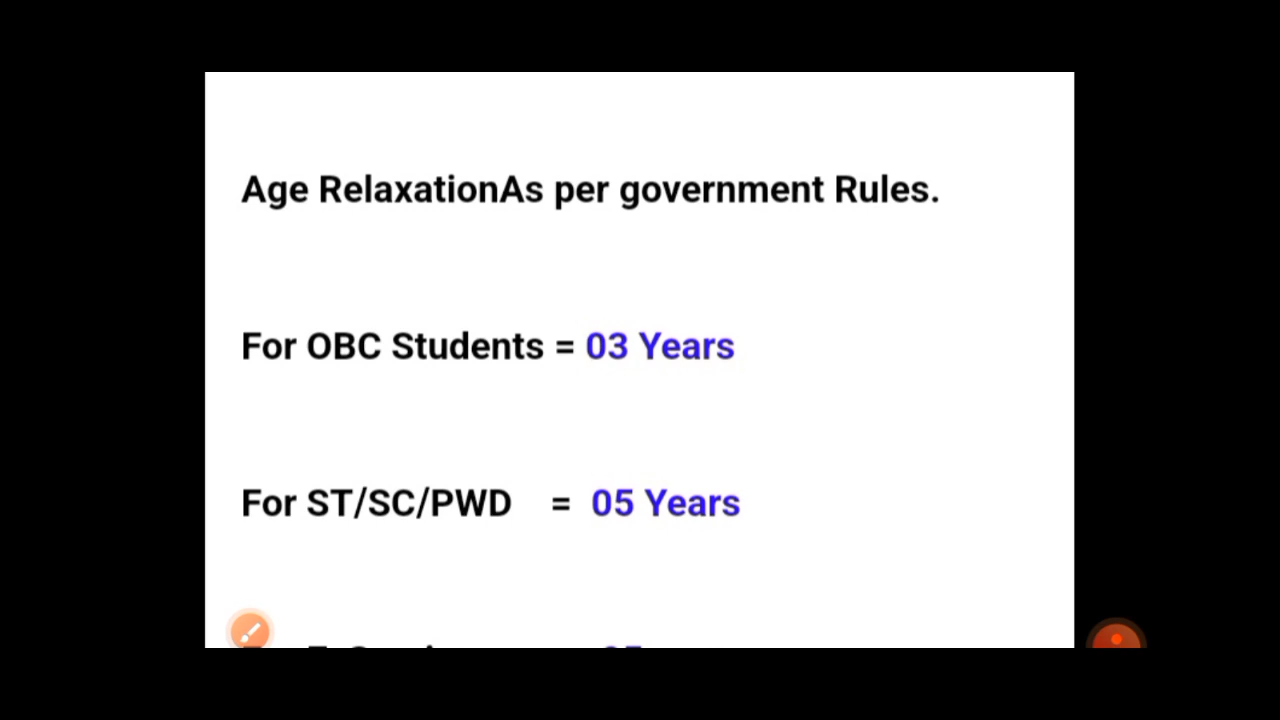 Age RelaxationAs per government Rules.
For OBC Students = 03 Years
For ST/SC/PWD = 05 Years